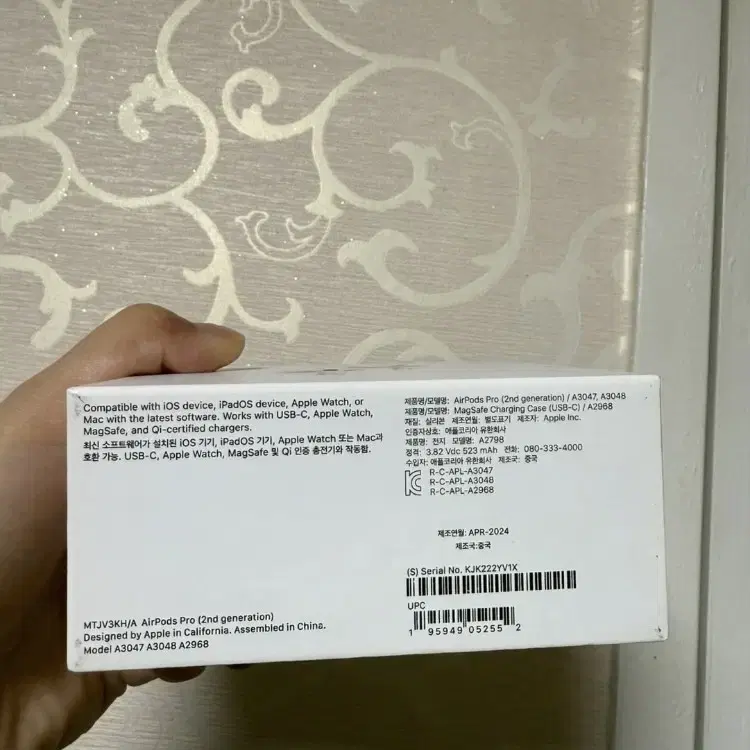 Compatible with iOS device, iPadOS device, Apple Watch, or
Mac with the latest software. Works with USB-C, Apple Watch,
MagSafe, and Qi-certified chargers.
최신 소프트웨어가 설치된 iOS 기기, iPadOS 기기, Apple Watch 또는 Mac과
호환 가능. USB-C, Apple Watch, MagSafe 및 Qi 인증 충전기와 작동함.
MTJV3KH/A AirPods Pro (2nd generation)
Designed by Apple in California. Assembled in China.
Model A3047 A3048 A2968
제품명/모델명: AirPods Pro (2nd generation) / A3047, A3048
제품명/모델명: MagSafe Charging Case (USB-C) / A2968
재질: 실리콘 제조연월: 별도표기 제조자: Apple Inc.
인증자상호: 애플코리아 유한회사
제품명: 전지 모델명: A2798
정격: 3.82 Vdc 523 mAh 전화: 080-333-4000
수입자: 애플코리아 유한회사 제조국: 중국
R-C-APL-A3047
R-C-APL-A3048
R-C-APL-A2968
제조연월: APR-2024
제조국:중국
(S) Serial No. KJK222YV1X
UPC
1 95949 05255 2